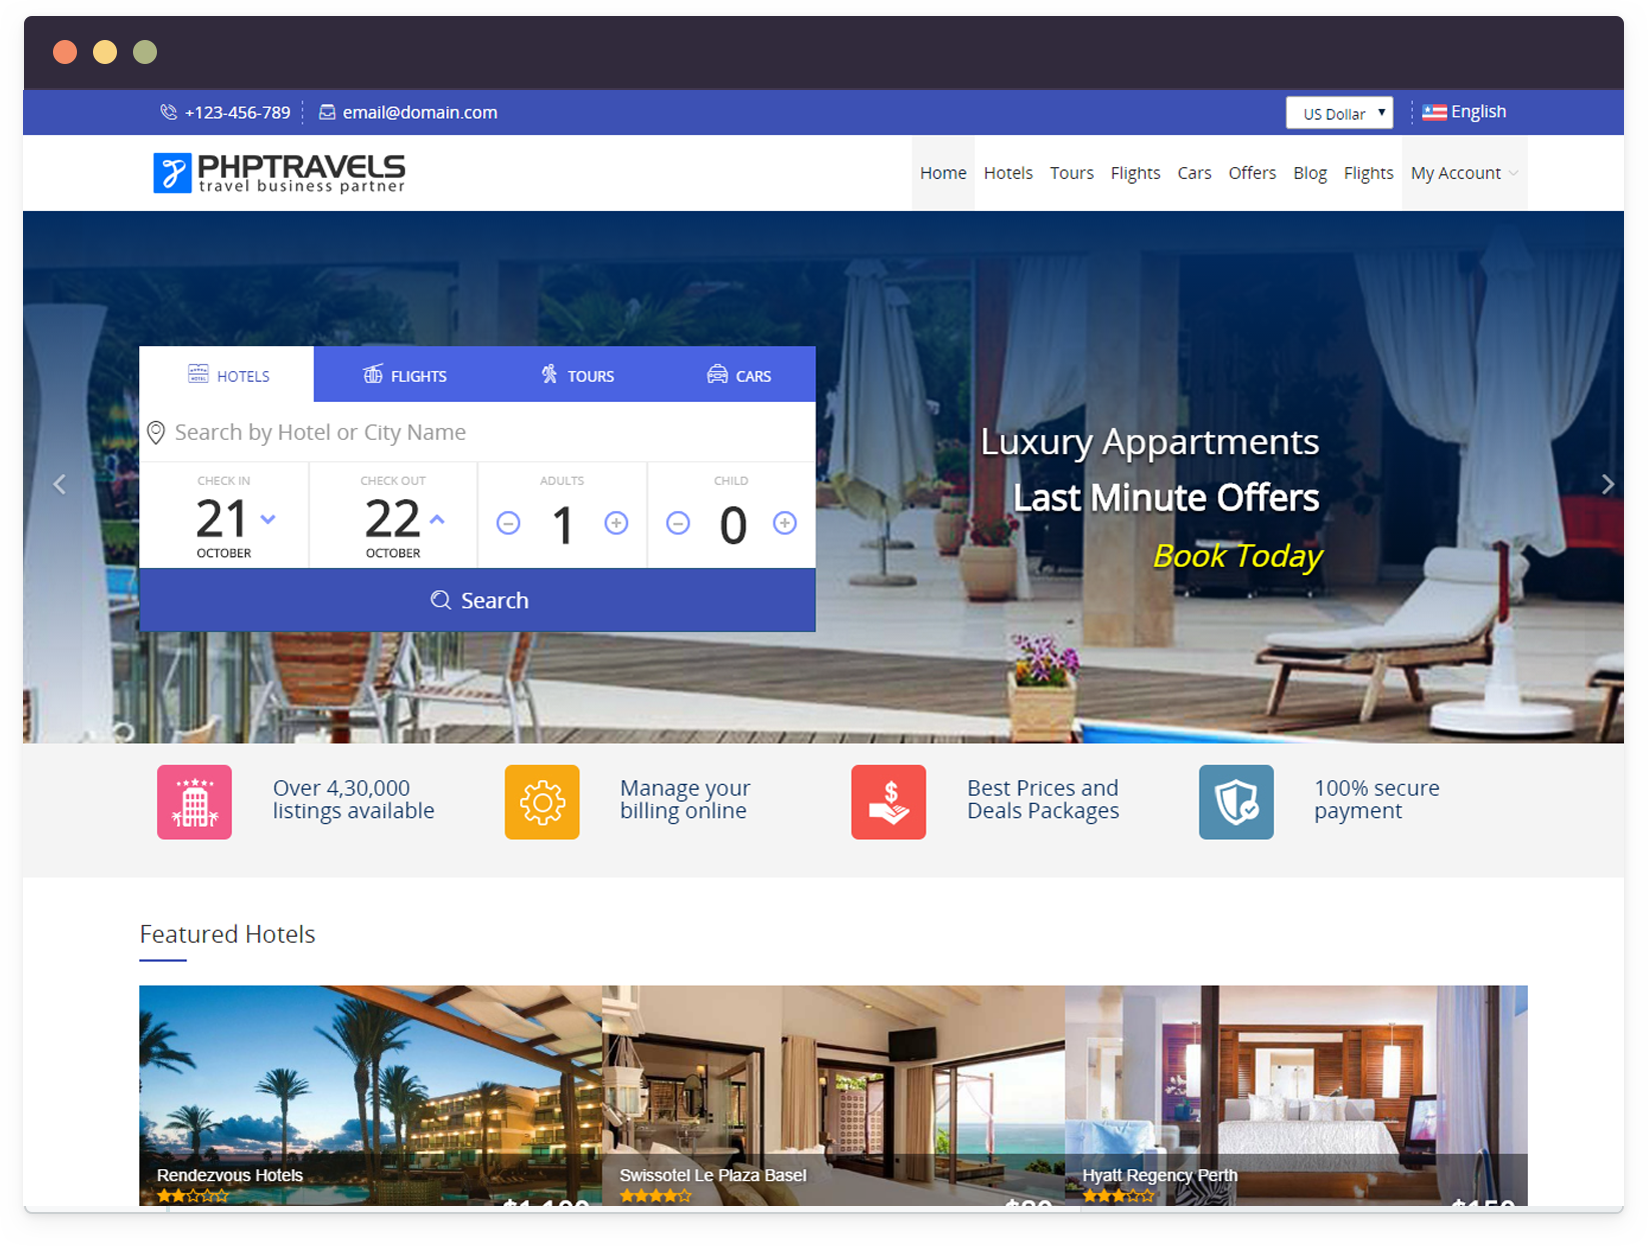 +123-456-789
email@domain.com
US Dollar
English
PHPTRAVELS
travel business partner
Home
Hotels
Tours
Flights
Cars
Offers
Blog
Flights
My Account
HOTELS
FLIGHTS
TOURS
CARS
Search by Hotel or City Name
CHECK IN
21
OCTOBER
CHECK OUT
22
OCTOBER
ADULTS
1
CHILD
0
Search
Luxury Appartments
Last Minute Offers
Book Today
Over 4,30,000
listings available
Manage your
billing online
Best Prices and
Deals Packages
100% secure
payment
Featured Hotels
Rendezvous Hotels
Swissotel Le Plaza Basel
Hyatt Regency Perth